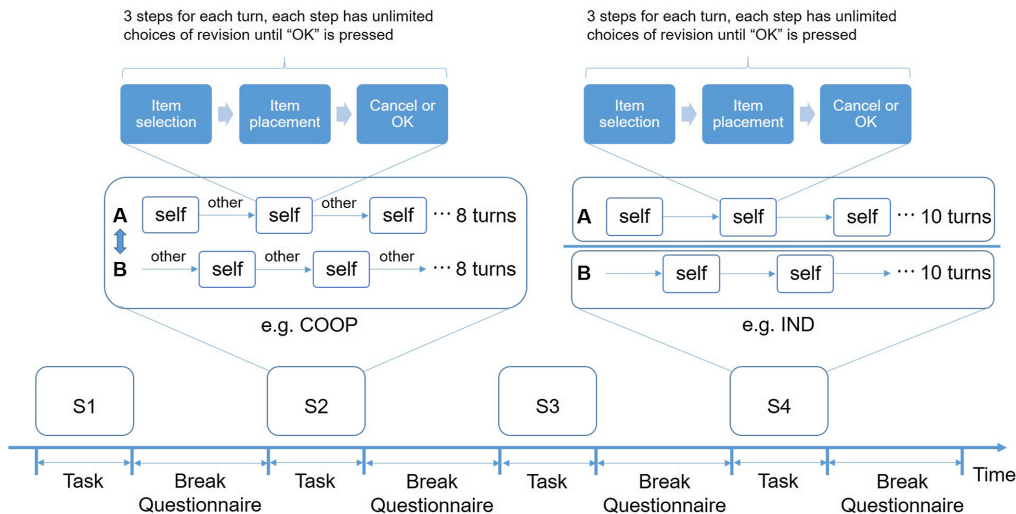 3 steps for each turn, each step has unlimited
choices of revision until “OK” is pressed
3 steps for each turn, each step has unlimited
choices of revision until “OK” is pressed
Item
selection
Item
placement
Cancel or
OK
Item
selection
Item
placement
Cancel or
OK
A self other self other self ··· 8 turns
B other self other self other ··· 8 turns
e.g. COOP
A self self self ··· 10 turns
B self self ··· 10 turns
e.g. IND
S1
S2
S3
S4
Task
Break
Questionnaire
Task
Break
Questionnaire
Task
Break
Questionnaire
Task
Break
Questionnaire
Time